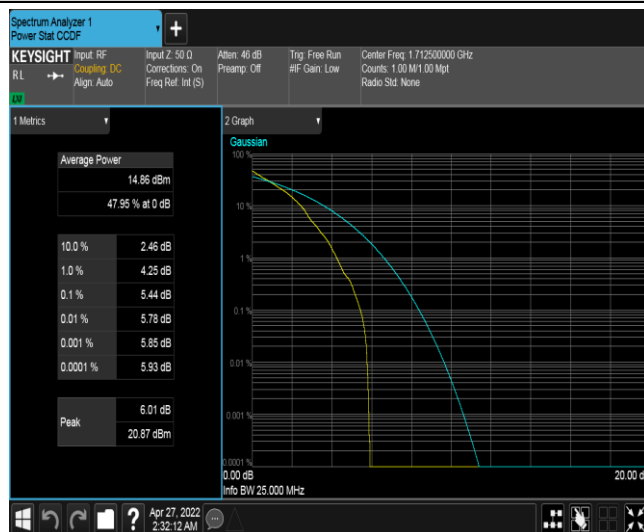 Spectrum Analyzer 1
Power Stat CCDF
+
KEYSIGHT
RL
LXI
Input: RF
Coupling: DC
Align: Auto
Input Z: 50 Ω
Corrections: On
Freq Ref: Int (S)
Atten: 46 dB
Preamp: Off
Trig: Free Run
#IF Gain: Low
Center Freq: 1.712500000 GHz
Counts: 1.00 M/1.00 Mpt
Radio Std: None
1 Metrics
Average Power
14.86 dBm
47.95 % at 0 dB
10.0 % 2.46 dB
1.0 % 4.25 dB
0.1 % 5.44 dB
0.01 % 5.78 dB
0.001 % 5.85 dB
0.0001 % 5.93 dB
Peak
6.01 dB
20.87 dBm
2 Graph
Gaussian
100 %
10 %
1 %
0.1 %
0.01 %
0.001 %
0.0001 %
0.00 dB
20.00 d
Info BW 25.000 MHz
?
Apr 27, 2022
2:32:12 AM